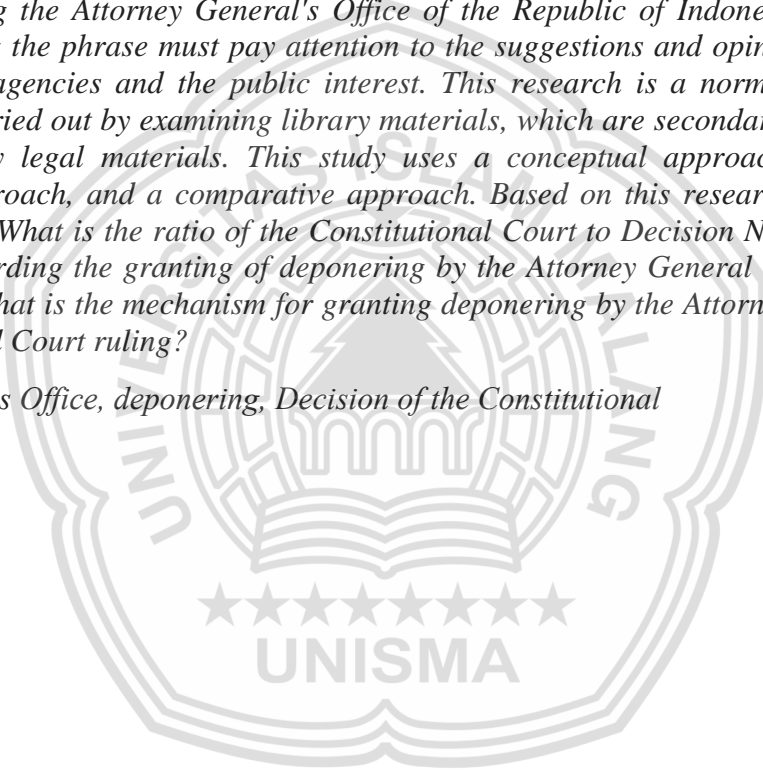 g the Attorney General's Office of the Republic of Indone
the phrase must pay attention to the suggestions and opin
agencies and the public interest. This research is a norm
ried out by examining library materials, which are secondar
y legal materials. This study uses a conceptual approac
roach, and a comparative approach. Based on this resear
What is the ratio of the Constitutional Court to Decision N
rding the granting of deponering by the Attorney General
hat is the mechanism for granting deponering by the Attorn
l Court ruling?
s Office, deponering, Decision of the Constitutional
UNIVERSITAS ISLAM MALANG
UNISMA